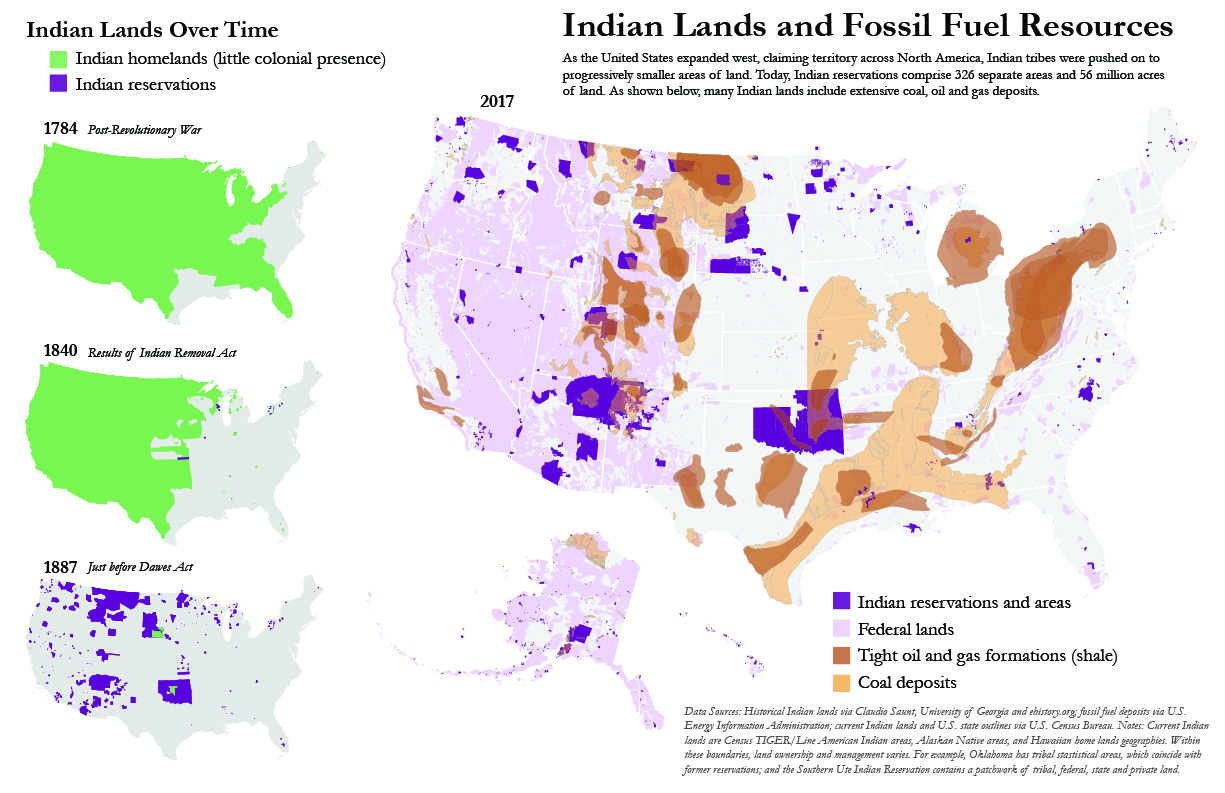 Indian Lands Over Time
Indian homelands (little colonial presence)
Indian reservations
1784 Post-Revolutionary War
1840 Results of Indian Removal Act
1887 Just before Dawes Act
Indian Lands and Fossil Fuel Resources
As the United States expanded west, claiming territory across North America, Indian tribes were pushed on to
progressively smaller areas of land. Today, Indian reservations comprise 326 separate areas and 56 million acres
of land. As shown below, many Indian lands include extensive coal, oil and gas deposits.
2017
Indian reservations and areas
Federal lands
Tight oil and gas formations (shale)
Coal deposits
Data Sources: Historical Indian lands via Claudio Saunt, University of Georgia and ehistory.org; fossil fuel deposits via U.S.
Energy Information Administration; current Indian lands and U.S. state outlines via U.S. Census Bureau. Notes: Current Indian
lands are Census TIGER/Line American Indian areas, Alaskan Native areas, and Hawaiian home lands geographies. Within
these boundaries, land ownership and management varies. For example, Oklahoma has tribal stastistical areas, which coincide with
former reservations; and the Southern Ute Indian Reservation contains a patchwork of tribal, federal, state and private land.